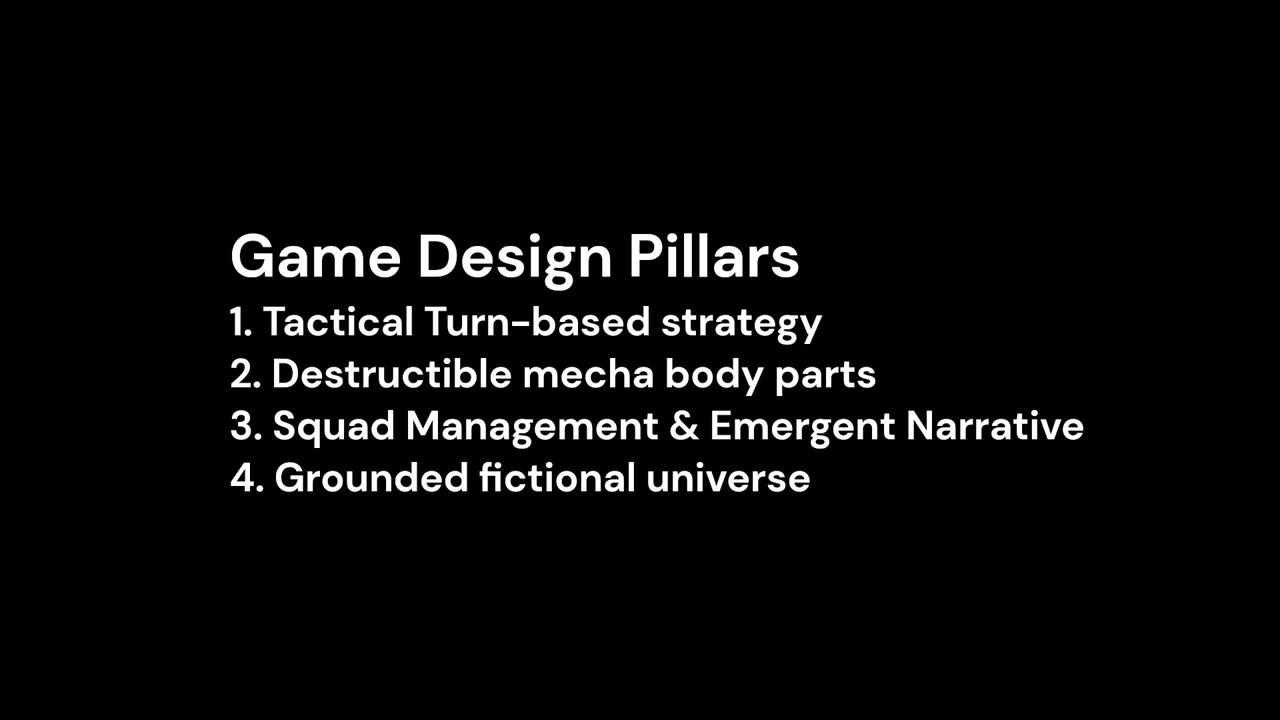 Game Design Pillars
1. Tactical Turn-based strategy
2. Destructible mecha body parts
3. Squad Management & Emergent Narrative
4. Grounded fictional universe